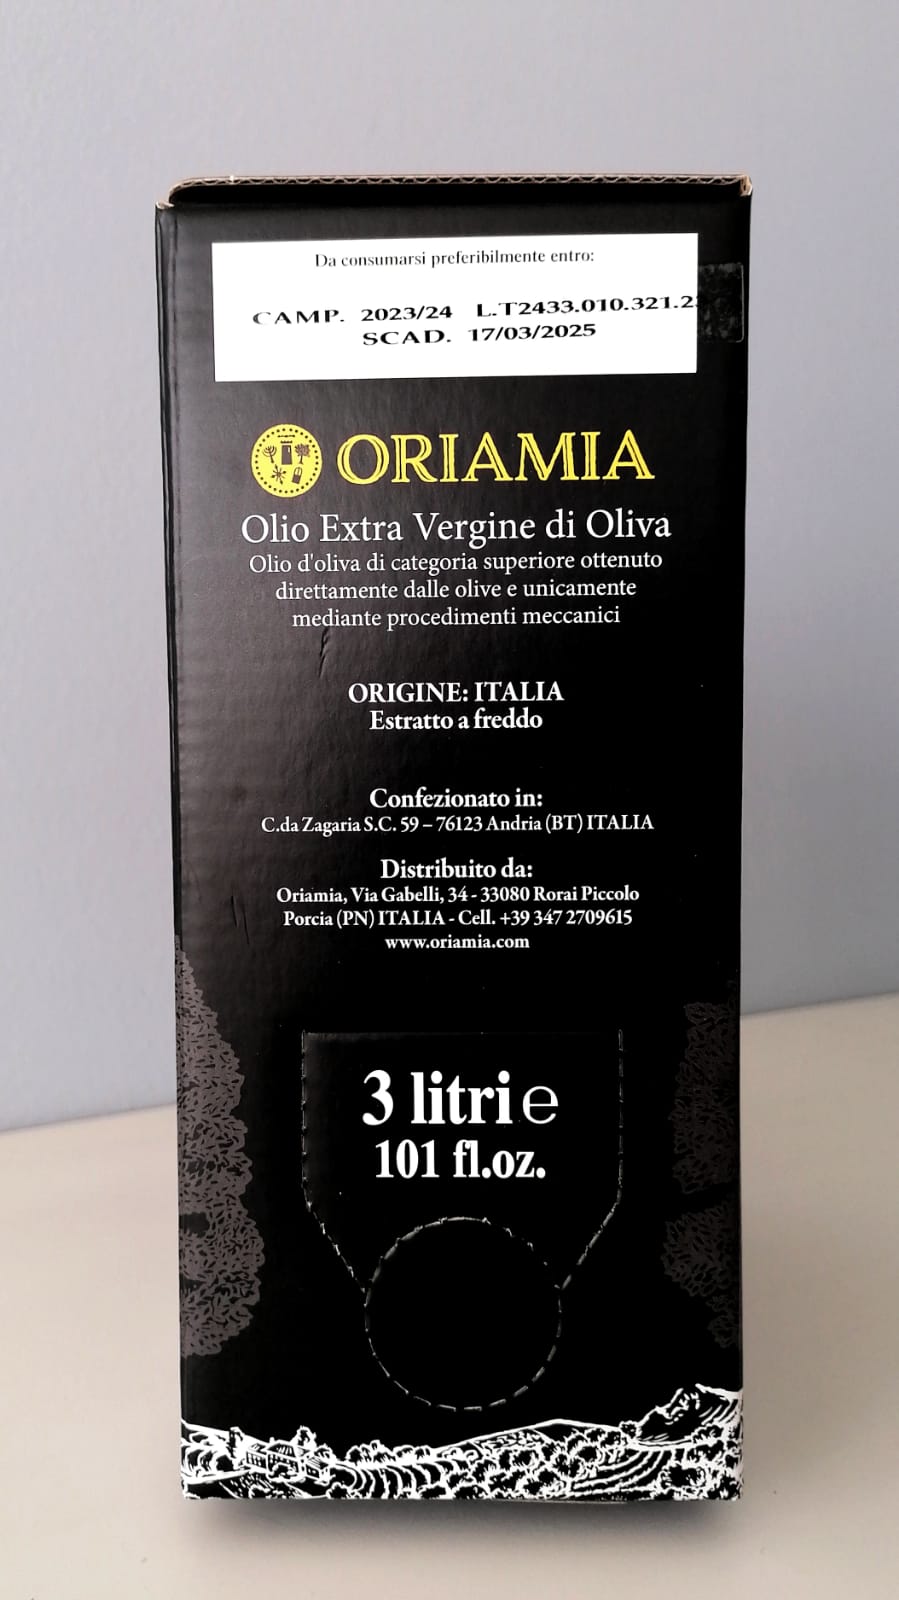 Da consumarsi preferibilmente entro:
CAMP. 2023/24 L.T2433.010.321.2
SCAD. 17/03/2025
ORIAMIA
Olio Extra Vergine di Oliva
Olio d'oliva di categoria superiore ottenuto
direttamente dalle olive e unicamente
mediante procedimenti meccanici
ORIGINE: ITALIA
Estratto a freddo
Confezionato in:
C.da Zagaria S.C. 59 – 76123 Andria (BT) ITALIA
Distribuito da:
Oriamia, Via Gabelli, 34 - 33080 Rorai Piccolo
Porcia (PN) ITALIA - Cell. +39 347 2709615
www.oriamia.com
3 litri ℮
101 fl.oz.